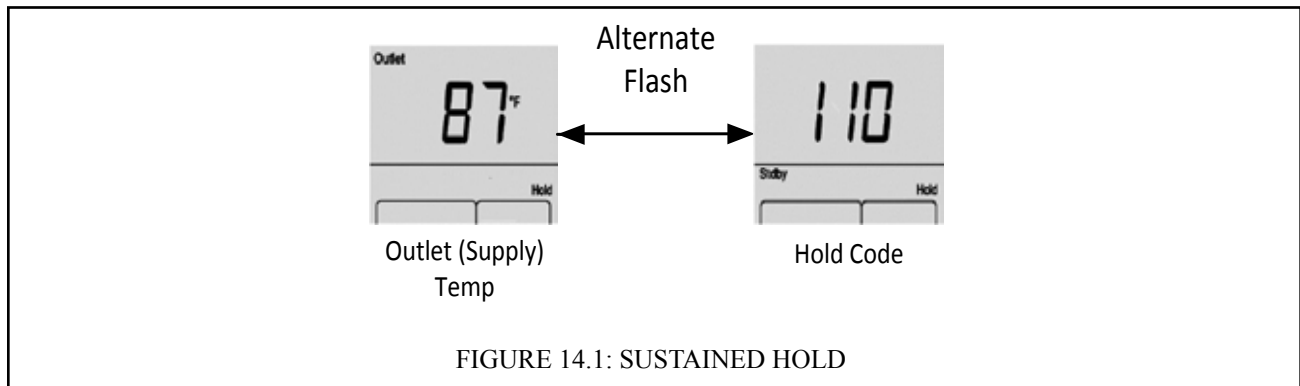 Outlet
87°F
Hold
Outlet (Supply)
Temp
Alternate
Flash
110
Stdby
Hold
Hold Code
FIGURE 14.1: SUSTAINED HOLD